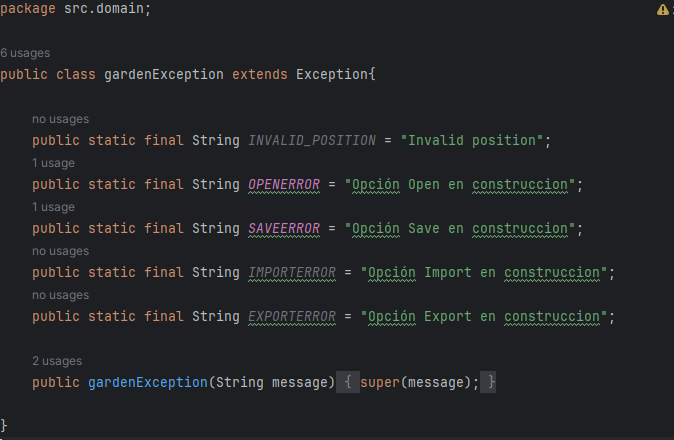 package src.domain;
6 usages
public class gardenException extends Exception{
no usages
public static final String INVALID_POSITION = "Invalid position";
1 usage
public static final String OPENERROR = "Opción Open en construccion";
1 usage
public static final String SAVEERROR = "Opción Save en construccion";
no usages
public static final String IMPORTERROR = "Opción Import en construccion";
no usages
public static final String EXPORTERROR = "Opción Export en construccion";
2 usages
public gardenException(String message) { super(message); }
}